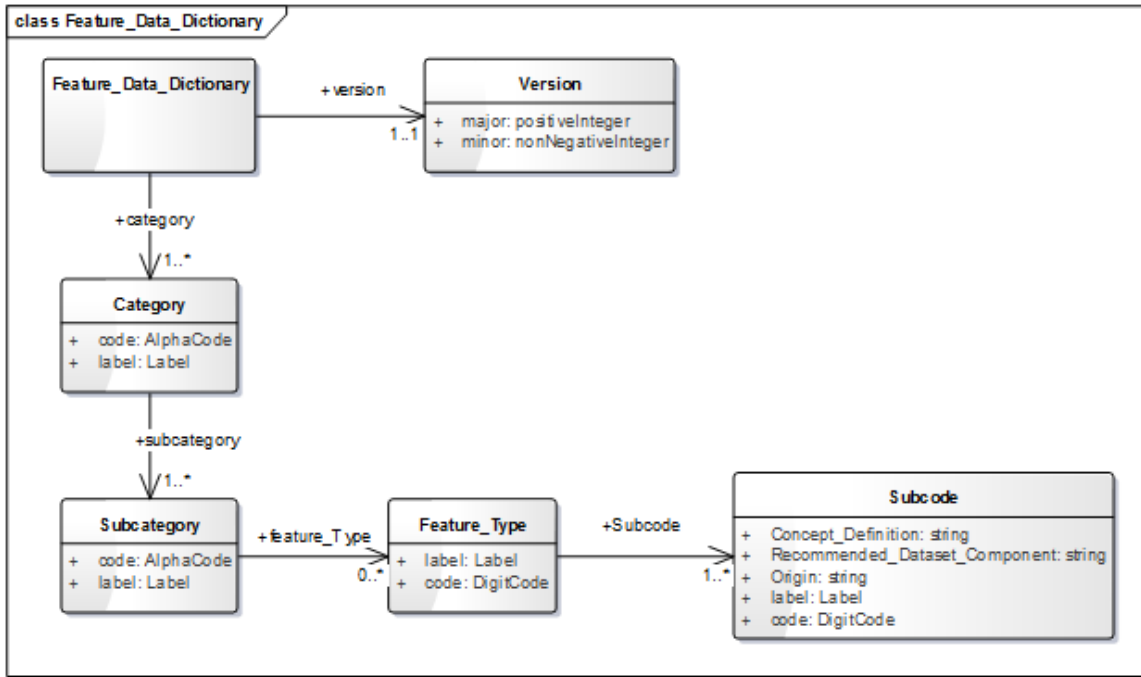 class Feature_Data_Dictionary
Feature_Data_Dictionary
+version
1..1
Version
+ major: positiveInteger
+ minor: nonNegativeInteger
+category
1..*
Category
+ code: AlphaCode
+ label: Label
+subcategory
1..*
Subcategory
+ code: AlphaCode
+ label: Label
+feature_Type
0..*
Feature_Type
+ label: Label
+ code: DigitCode
+Subcode
1..*
Subcode
+ Concept_Definition: string
+ Recommended_Dataset_Component: string
+ Origin: string
+ label: Label
+ code: DigitCode